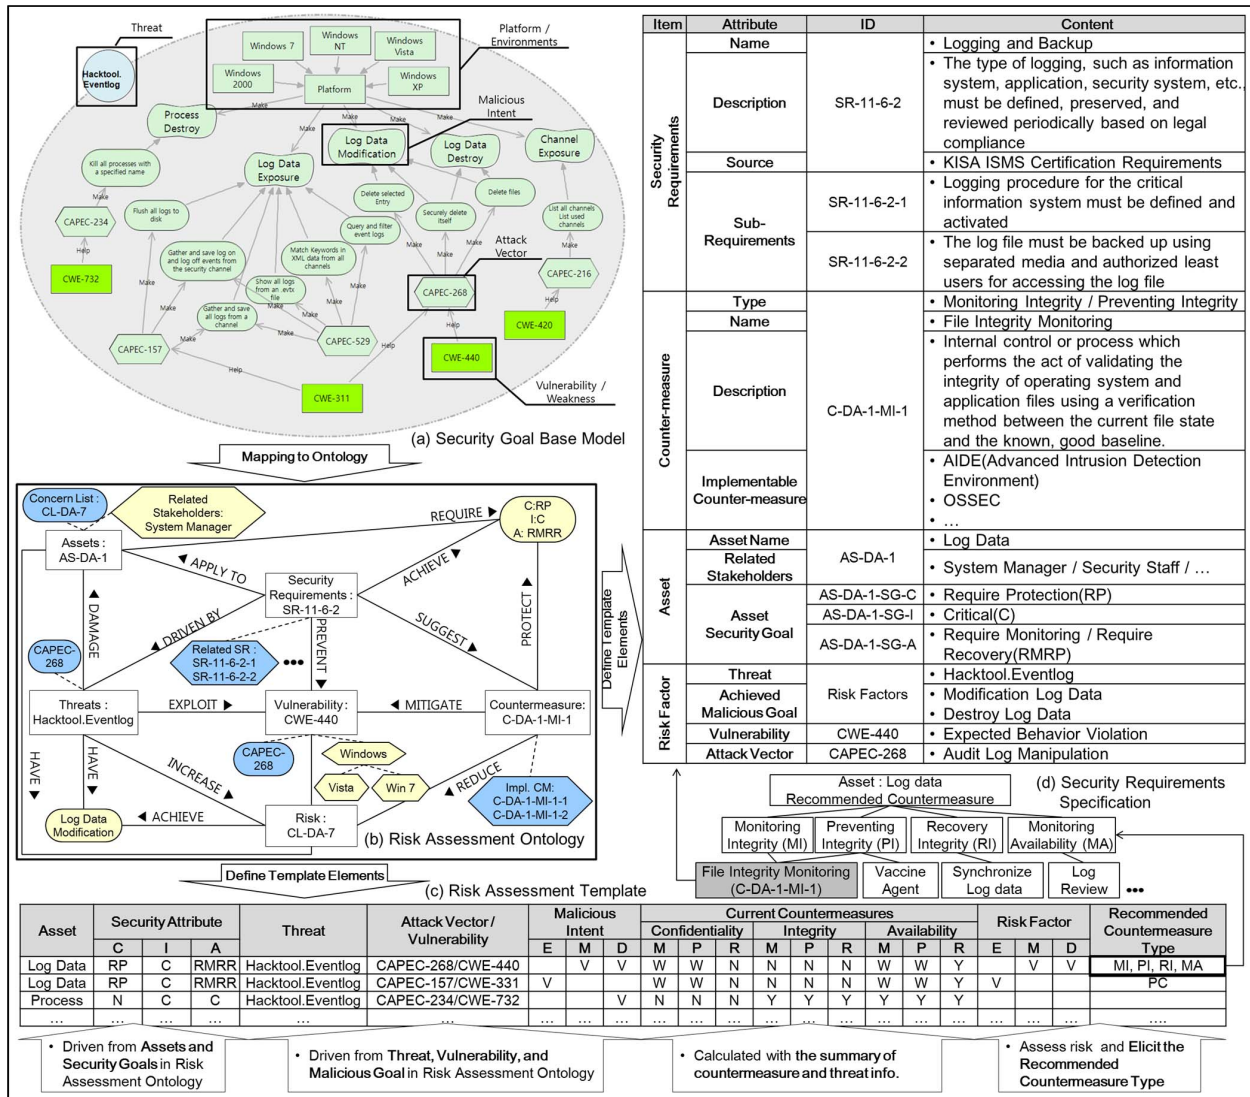 Threat
Hacktool.
Eventlog
Windows 7
Windows
NT
Windows
Vista
Windows
2000
Platform
Windows
XP
Platform /
Environments
Malicious
Intent
Make
Make
Make
Make
Make
Process
Destroy
Log Data
Exposure
Log Data
Modification
Log Data
Destroy
Channel
Exposure
Kill all processes with
a specified name
Make
CAPEC-234
Help
CWE-732
Flush all logs to
disk
Gather and save log on
and log off events from
the security channel
Match Keywords in
XML data from all
channels
Query and filter
event logs
Show all logs
from an .evtx
file
Gather and save
all logs from a
channel
Delete selected
Entry
Securely delete
itself
Delete files
List all channels
List used
channels
Make
Make
Make
Make
Make
Make
Make
Make
Make
Make
Attack
Vector
CAPEC-268
CAPEC-216
CAPEC-157
CAPEC-529
Help
Help
Help
Help
CWE-420
CWE-440
CWE-311
Vulnerability /
Weakness
(a) Security Goal Base Model
Mapping to Ontology
Concern List :
CL-DA-7
Related
Stakeholders:
System Manager
C:RP
I:C
A: RMRR
REQUIRE ▶
Assets :
AS-DA-1
◀ APPLY TO
ACHIEVE ▶
Security
Requirements :
SR-11-6-2
DAMAGE ▶
◀ DRIVEN BY
PREVENT ▶
SUGGEST ▶
PROTECT ▶
CAPEC-
268
Related SR :
SR-11-6-2-1
SR-11-6-2-2
•••
Threats :
Hacktool.Eventlog
EXPLOIT ▶
Vulnerability :
CWE-440
◀ MITIGATE
Countermeasure:
C-DA-1-MI-1
CAPEC-
268
Windows
Vista
Win 7
HAVE ▶
HAVE ▶
INCREASE ▶
◀ REDUCE
Impl. CM:
C-DA-1-MI-1-1
C-DA-1-MI-1-2
Log Data
Modification
◀ ACHIEVE
Risk :
CL-DA-7
(b) Risk Assessment Ontology
Define Template
Elements
Define Template Elements
Item Attribute ID Content
Security
Requirements
Name • Logging and Backup
Description SR-11-6-2 • The type of logging, such as information
system, application, security system, etc.,
must be defined, preserved, and
reviewed periodically based on legal
compliance
Source • KISA ISMS Certification Requirements
Sub-
Requirements
SR-11-6-2-1 • Logging procedure for the critical
information system must be defined and
activated
SR-11-6-2-2 • The log file must be backed up using
separated media and authorized least
users for accessing the log file
Counter-measure
Type • Monitoring Integrity / Preventing Integrity
Name • File Integrity Monitoring
Description C-DA-1-MI-1 • Internal control or process which
performs the act of validating the
integrity of operating system and
application files using a verification
method between the current file state
and the known, good baseline.
Implementable
Counter-measure
• AIDE(Advanced Intrusion Detection
Environment)
• OSSEC
• …
Asset
Asset Name • Log Data
Related
Stakeholders
AS-DA-1 • System Manager / Security Staff / …
Asset
Security Goal
AS-DA-1-SG-C • Require Protection(RP)
AS-DA-1-SG-I • Critical(C)
AS-DA-1-SG-A • Require Monitoring / Require
Recovery(RMRP)
Risk Factor
Threat • Hacktool.Eventlog
Achieved
Malicious Goal
Risk Factors • Modification Log Data
• Destroy Log Data
Vulnerability CWE-440 • Expected Behavior Violation
Attack Vector CAPEC-268 • Audit Log Manipulation
(d) Security Requirements
Specification
Asset : Log data
Recommended Countermeasure
Monitoring
Integrity (MI)
Preventing
Integrity (PI)
Recovery
Integrity (RI)
Monitoring
Availability (MA)
File Integrity Monitoring
(C-DA-1-MI-1)
Vaccine
Agent
Synchronize
Log data
Log
Review
•••
(c) Risk Assessment Template
Asset Security Attribute Threat Attack Vector / Vulnerability Malicious Intent Current Countermeasures Risk Factor Recommended Countermeasure Type
Confidentiality Integrity Availability
C I A E M D M P R M P R M P R E M D
Log Data RP C RMRR Hacktool.Eventlog CAPEC-268/CWE-440 V V W W N N N N W W Y V V MI, PI, RI, MA
Log Data RP C RMRR Hacktool.Eventlog CAPEC-157/CWE-331 V W W N N N N W W Y V PC
Process N C C Hacktool.Eventlog CAPEC-234/CWE-732 D N N N Y Y Y Y Y Y
… … … … … … … … … … … … … … … … … … … … … ….
• Driven from Assets and
Security Goals in Risk
Assessment Ontology
• Driven from Threat, Vulnerability, and
Malicious Goal in Risk Assessment Ontology
• Calculated with the summary of
countermeasure and threat info.
• Assess risk and Elicit the
Recommended
Countermeasure Type